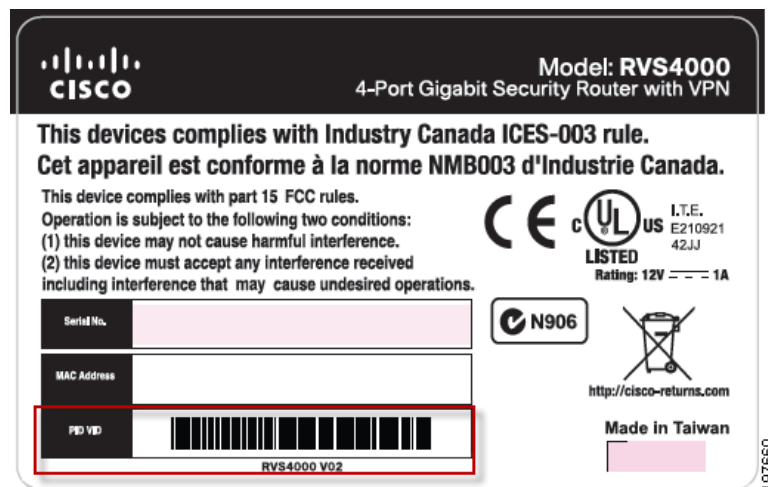 CISCO
Model: RVS4000
4-Port Gigabit Security Router with VPN
This devices complies with Industry Canada ICES-003 rule.
Cet appareil est conforme à la norme NMB003 d'Industrie Canada.
This device complies with part 15 FCC rules.
Operation is subject to the following two conditions:
(1) this device may not cause harmful interference.
(2) this device must accept any interference received
including interference that may cause undesired operations.
CE
C UL US
LISTED
I.T.E.
E210921
42JJ
Rating: 12V 1A
Serial No.
N906
MAC Address
http://cisco-returns.com
PID VID
RVS4000 V02
Made in Taiwan
197660